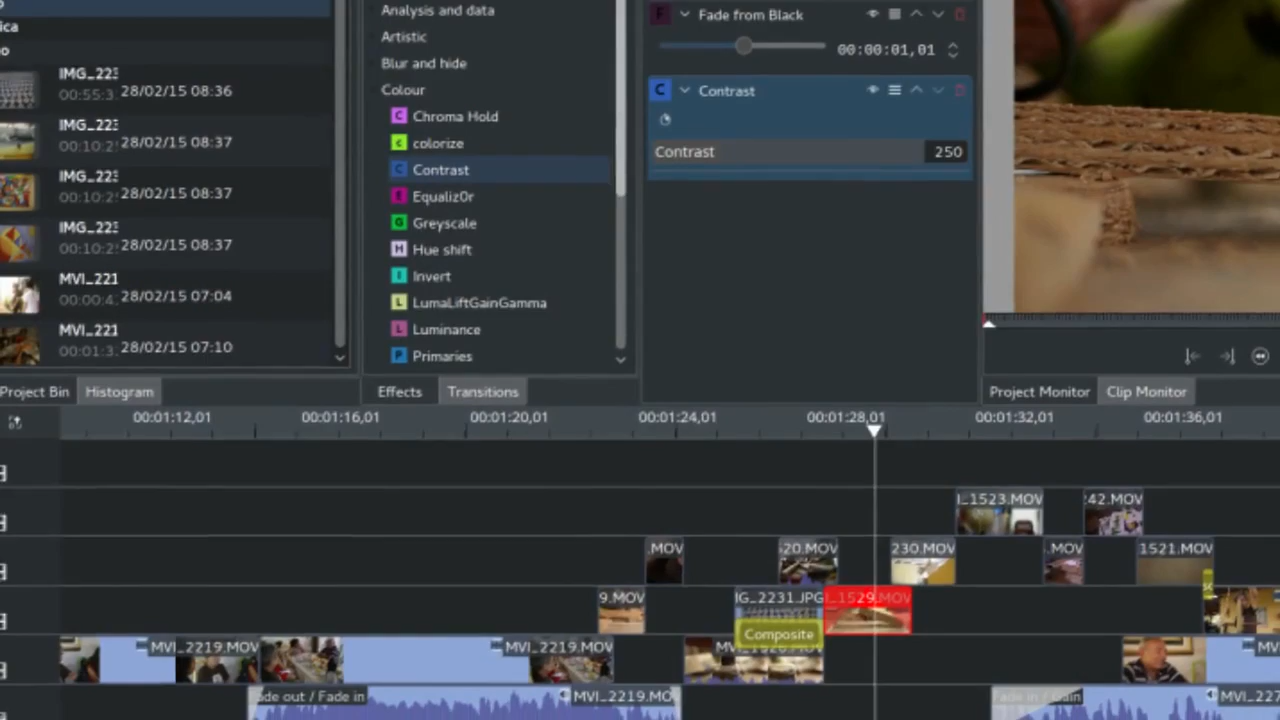 ica
IMG_223
00:55:3 28/02/15 08:36
IMG_223
00:10:2 28/02/15 08:37
IMG_223
00:10:2 28/02/15 08:37
IMG_223
00:10:2 28/02/15 08:37
MVI_221
00:00:4. 28/02/15 07:04
MVI_221
00:01:3. 28/02/15 07:10
Project Bin
Histogram
Analysis and data
Artistic
Blur and hide
Colour
C Chroma Hold
c colorize
C Contrast
E Equaliz0r
G Greyscale
H Hue shift
I Invert
L LumaLiftGainGamma
L Luminance
P Primaries
Effects
Transitions
F Fade from Black
00:00:01,01
C Contrast
Contrast 250
Project Monitor
Clip Monitor
00:01:12,01 00:01:16,01 00:01:20,01 00:01:24,01 00:01:28,01 00:01:32,01 00:01:36,01
I_1523.MOV 42.MOV
.MOV 20.MOV 230.MOV .MOV 1521.MOV
9.MOV IG_2231.JPG I_1529.MOV
Composite
MVI_2219.MOV MVI_2219.MOV MV
ade out / Fade in MVI_2219.MO Fade in / Gain MVI_227